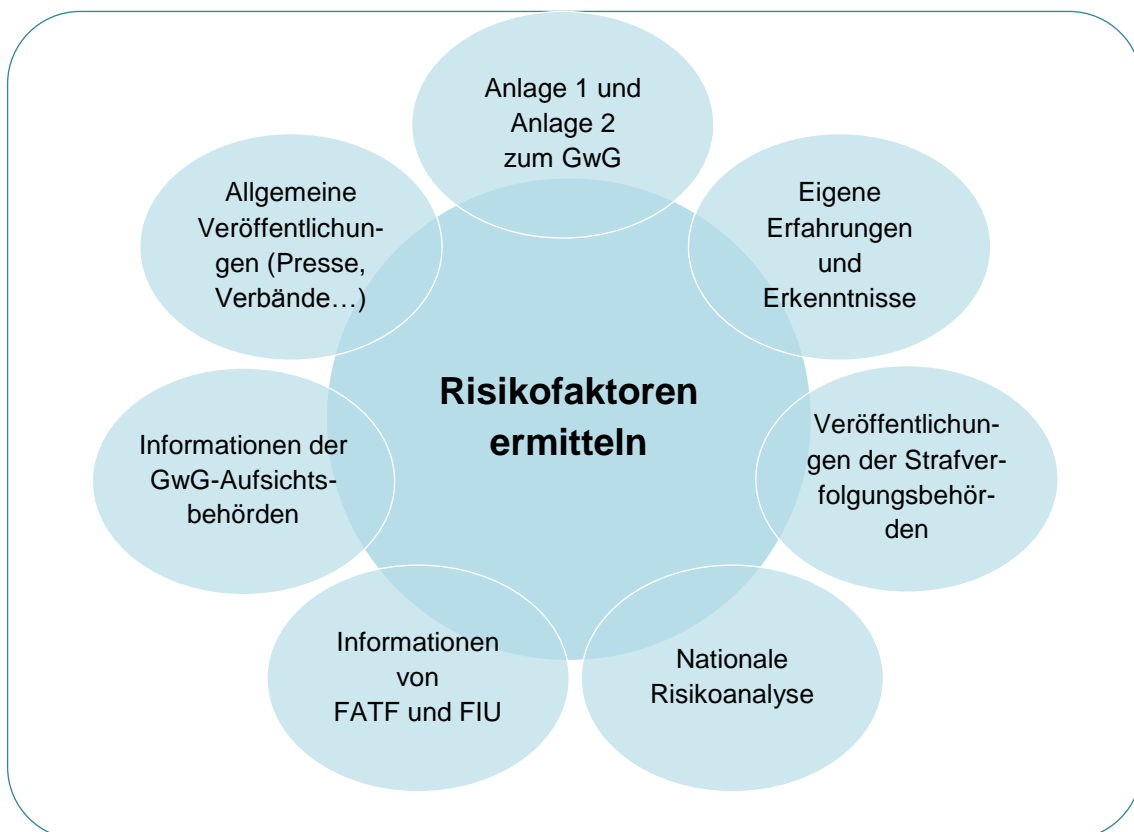 Anlage 1 und
Anlage 2
zum GwG
Eigene
Erfahrungen
und
Erkenntnisse
Veröffentlichun-
gen der Strafver-
folgungsbehör-
den
Nationale
Risikoanalyse
Informationen
von
FATF und FIU
Informationen der
GwG-Aufsichts-
behörden
Allgemeine
Veröffentlichun-
gen (Presse,
Verbände…)
Risikofaktoren
ermitteln